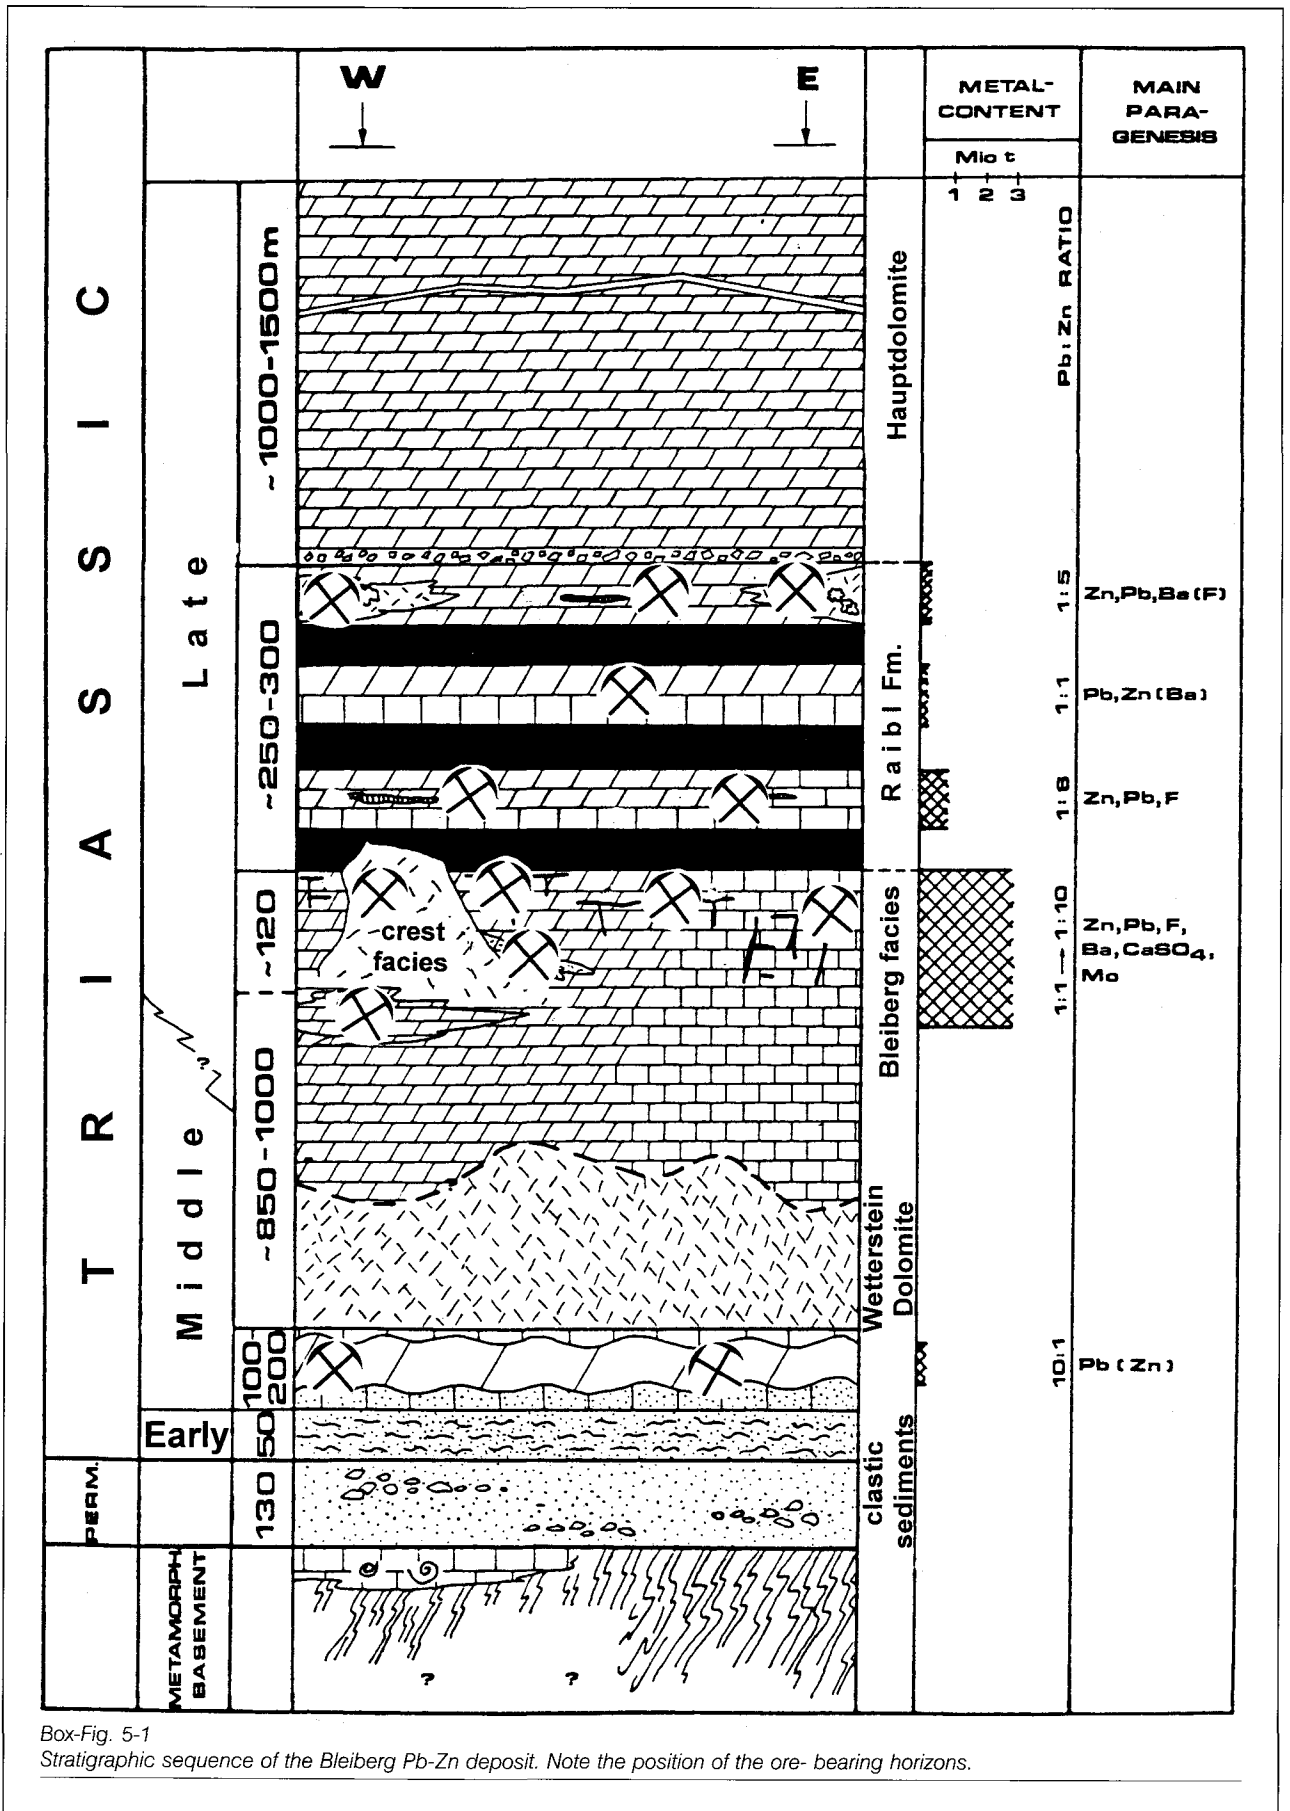 W
E
METAL-
CONTENT
MAIN
PARA-
GENESIS
Mio t
1 2 3
Pb:Zn RATIO
TRIASSIC
Late
~1000-1500m
Hauptdolomite
~250-300
Raibl Fm.
1:5
Zn,Pb,Ba(F)
1:1
Pb,Zn(Ba)
Zn,Pb,F
~120
crest
facies
Bleiberg facies
1:1→1:10
Zn,Pb,F,
Ba,CaSO4,
Mo
?
Middle
~850-1000
Wetterstein
Dolomite
100-
200
10:1
Pb(Zn)
Early
50
clastic
sediments
PERM.
130
METAMORPH.
BASEMENT
? ?
Box-Fig. 5-1
Stratigraphic sequence of the Bleiberg Pb-Zn deposit. Note the position of the ore- bearing horizons.